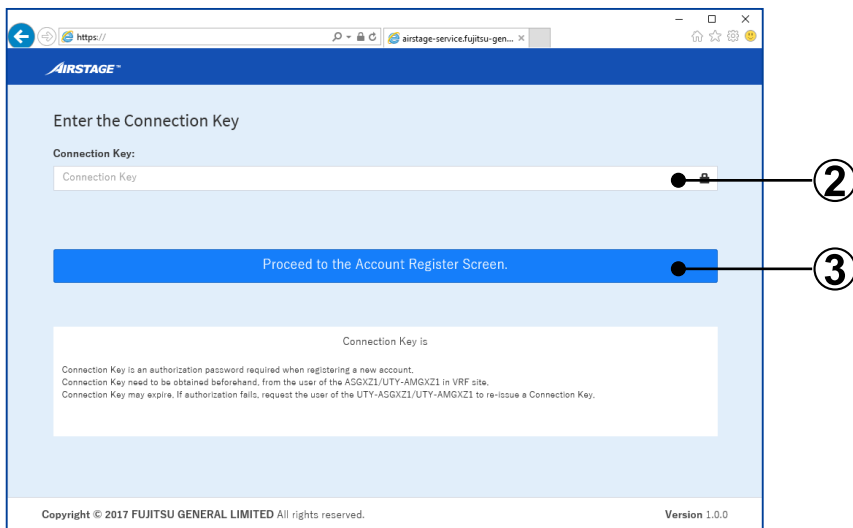 https://
airstage-service.fujitsu-gen...
AIRSTAGE™
Enter the Connection Key
Connection Key:
Connection Key
2
Proceed to the Account Register Screen.
3
Connection Key is
Connection Key is an authorization password required when registering a new account.
Connection Key need to be obtained beforehand, from the user of the ASGXZ1/UTY-AMGXZ1 in VRF site.
Connection Key may expire. If authorization fails, request the user of the UTY-ASGXZ1/UTY-AMGXZ1 to re-issue a Connection Key.
Copyright © 2017 FUJITSU GENERAL LIMITED All rights reserved.
Version 1.0.0